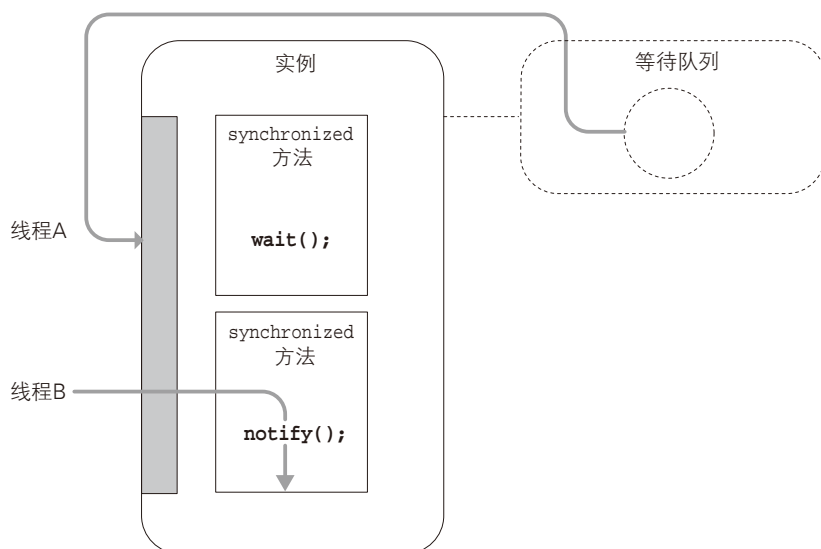 实例
等待队列
synchronized
方法
线程A
wait();
synchronized
方法
线程B
notify();